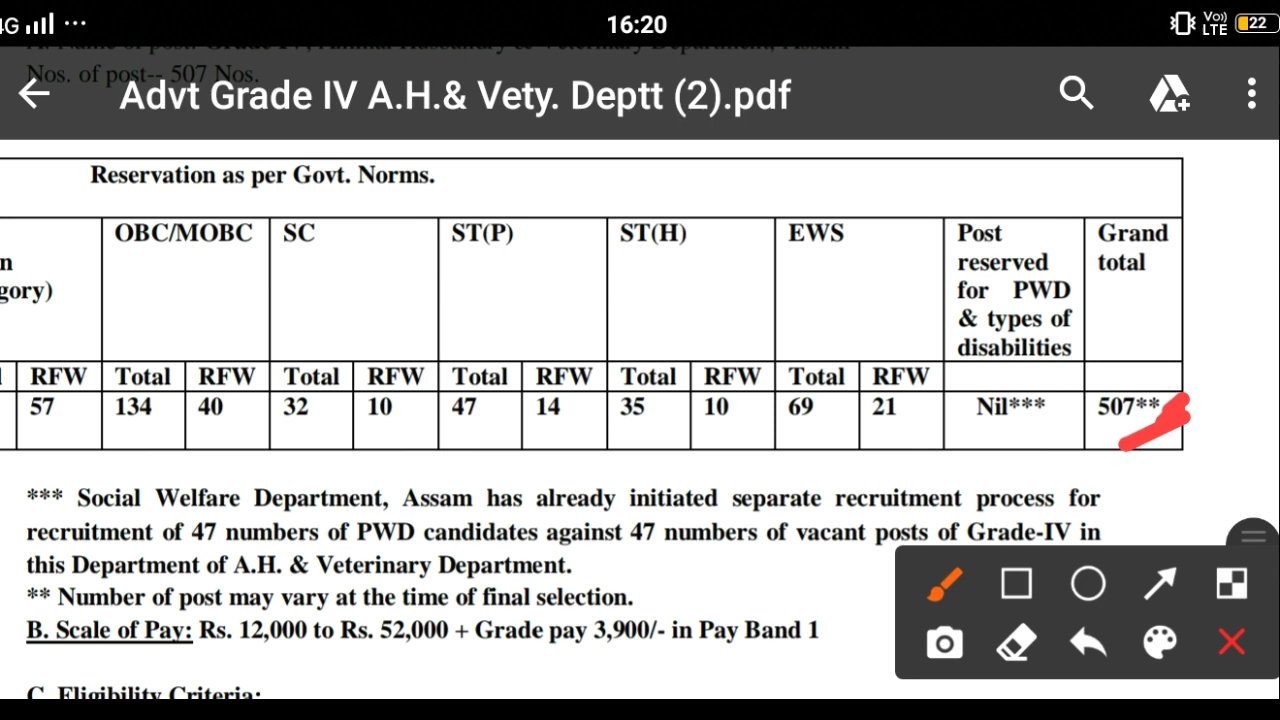 4G
16:20
Vo)) LTE 22
Nos. of post-- 507 Nos.
Advt Grade IV A.H.& Vety. Deptt (2).pdf
Reservation as per Govt. Norms.
OBC/MOBC SC ST(P) ST(H) EWS Post Grand
n reserved total
gory) for PWD
& types of
disabilities
RFW Total RFW Total RFW Total RFW Total RFW Total RFW
57 134 40 32 10 47 14 35 10 69 21 Nil*** 507**
*** Social Welfare Department, Assam has already initiated separate recruitment process for
recruitment of 47 numbers of PWD candidates against 47 numbers of vacant posts of Grade-IV in
this Department of A.H. & Veterinary Department.
** Number of post may vary at the time of final selection.
B. Scale of Pay: Rs. 12,000 to Rs. 52,000 + Grade pay 3,900/- in Pay Band 1
C. Eligibility Criteria: